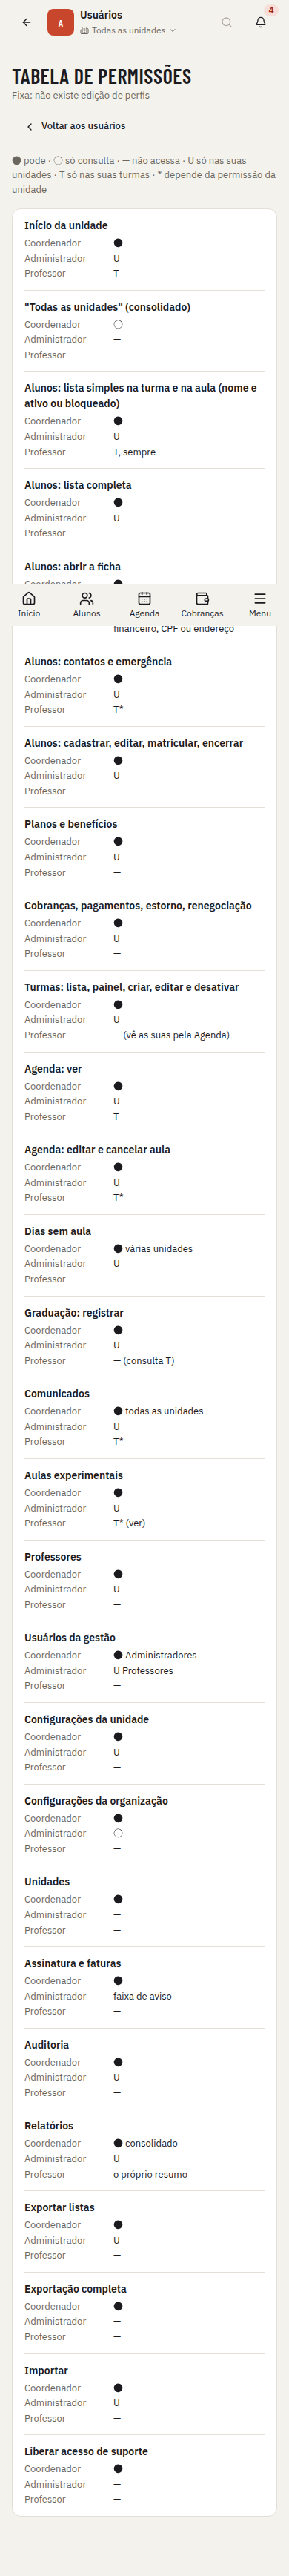 Usuários
A
Todas as unidades
4
TABELA DE PERMISSÕES
Fixa: não existe edição de perfis
Voltar aos usuários
● pode · ○ só consulta · — não acessa · U só nas suas
unidades · T só nas suas turmas · * depende da permissão da
unidade
Início da unidade
Coordenador ●
Administrador U
Professor T
"Todas as unidades" (consolidado)
Coordenador ○
Administrador —
Professor —
Alunos: lista simples na turma e na aula (nome e
ativo ou bloqueado)
Coordenador ●
Administrador U
Professor T, sempre
Alunos: lista completa
Coordenador ●
Administrador U
Professor —
Alunos: abrir a ficha
Coordenador ●
Início Alunos Agenda Cobranças Menu
financeiro, CPF ou endereço
Alunos: contatos e emergência
Coordenador ●
Administrador U
Professor T*
Alunos: cadastrar, editar, matricular, encerrar
Coordenador ●
Administrador U
Professor —
Planos e benefícios
Coordenador ●
Administrador U
Professor —
Cobranças, pagamentos, estorno, renegociação
Coordenador ●
Administrador U
Professor —
Turmas: lista, painel, criar, editar e desativar
Coordenador ●
Administrador U
Professor — (vê as suas pela Agenda)
Agenda: ver
Coordenador ●
Administrador U
Professor T
Agenda: editar e cancelar aula
Coordenador ●
Administrador U
Professor T*
Dias sem aula
Coordenador ● várias unidades
Administrador U
Professor —
Graduação: registrar
Coordenador ●
Administrador U
Professor — (consulta T)
Comunicados
Coordenador ● todas as unidades
Administrador U
Professor T*
Aulas experimentais
Coordenador ●
Administrador U
Professor T* (ver)
Professores
Coordenador ●
Administrador U
Professor —
Usuários da gestão
Coordenador ● Administradores
Administrador U Professores
Professor —
Configurações da unidade
Coordenador ●
Administrador U
Professor —
Configurações da organização
Coordenador ●
Administrador ○
Professor —
Unidades
Coordenador ●
Administrador —
Professor —
Assinatura e faturas
Coordenador ●
Administrador faixa de aviso
Professor —
Auditoria
Coordenador ●
Administrador U
Professor —
Relatórios
Coordenador ● consolidado
Administrador U
Professor o próprio resumo
Exportar listas
Coordenador ●
Administrador U
Professor —
Exportação completa
Coordenador ●
Administrador —
Professor —
Importar
Coordenador ●
Administrador U
Professor —
Liberar acesso de suporte
Coordenador ●
Administrador —
Professor —